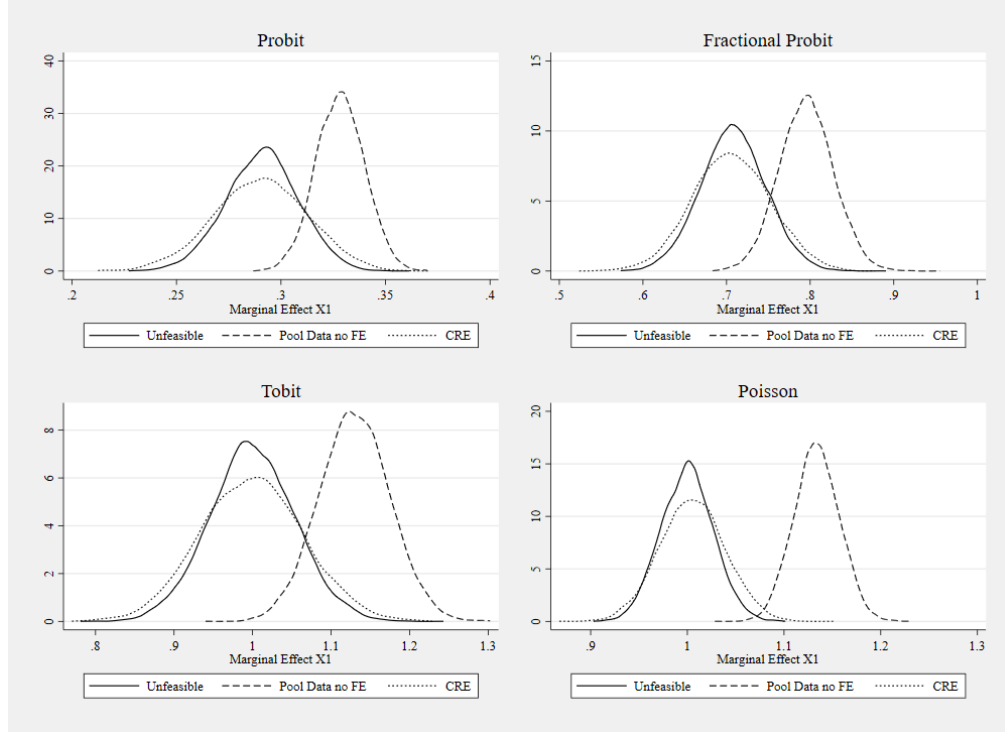 Probit
40
30
20
10
0
.2 .25 .3 .35 .4
Marginal Effect X1
Unfeasible Pool Data no FE CRE
Fractional Probit
15
10
5
0
.5 .6 .7 .8 .9 1
Marginal Effect X1
Unfeasible Pool Data no FE CRE
Tobit
8
6
4
2
0
.8 .9 1 1.1 1.2 1.3
Marginal Effect X1
Unfeasible Pool Data no FE CRE
Poisson
20
15
10
5
0
.9 1 1.1 1.2 1.3
Marginal Effect X1
Unfeasible Pool Data no FE CRE